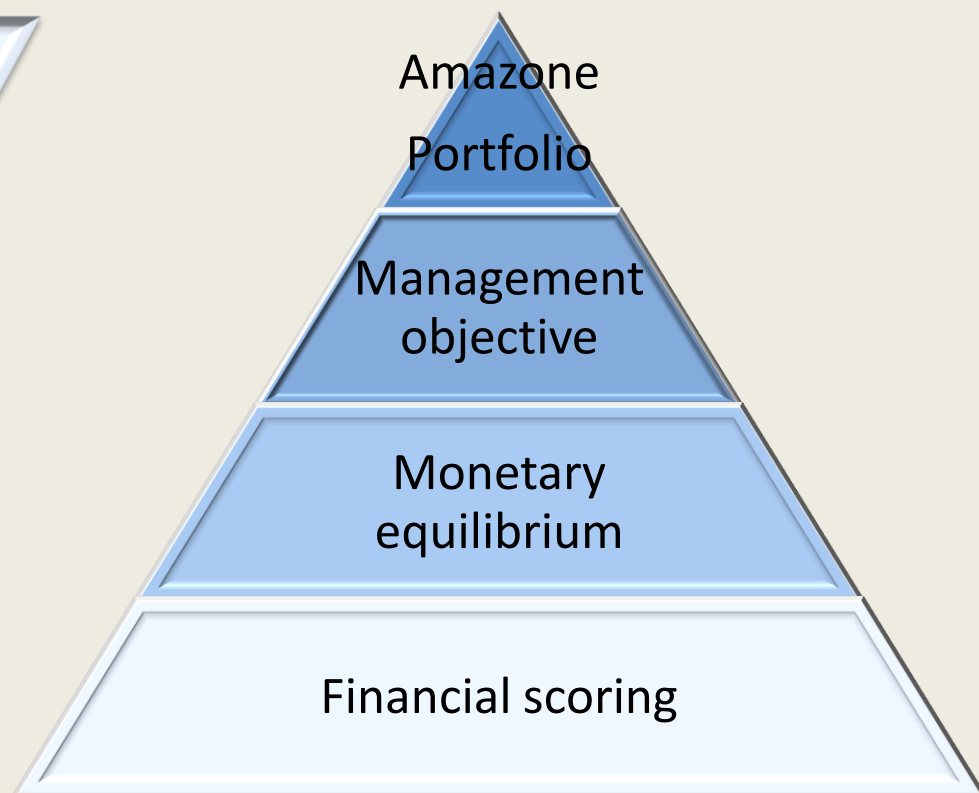 Amazone
Portfolio
Management
objective
Monetary
equilibrium
Financial scoring